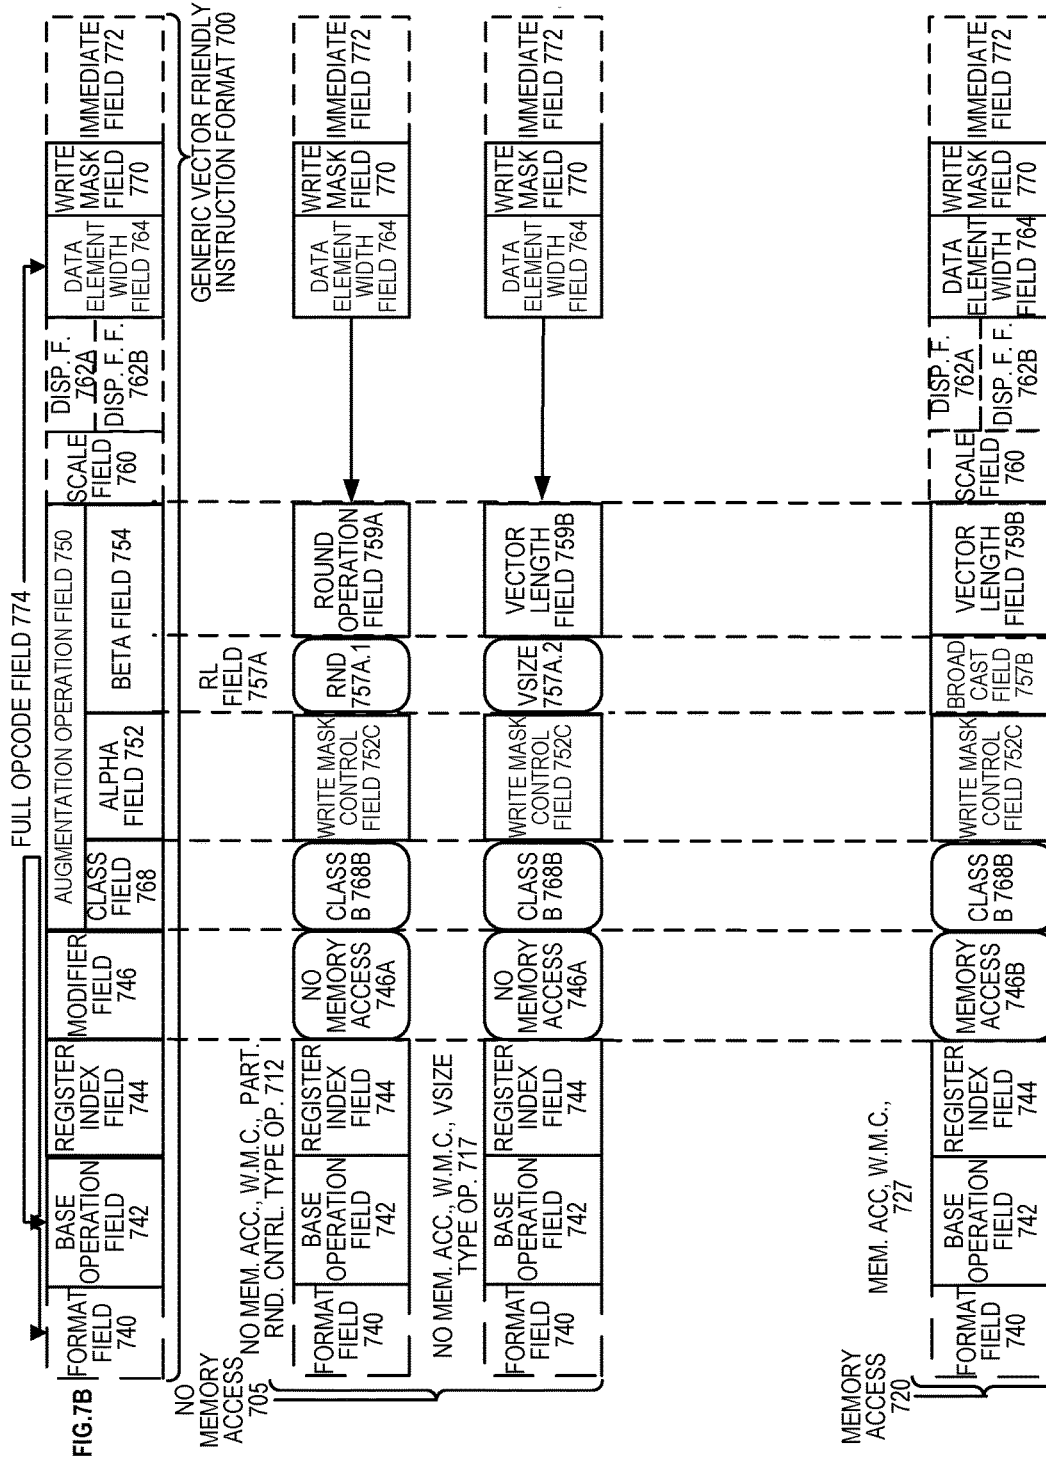 FIG.7B
FULL OPCODE FIELD 774
FORMAT
FIELD
740
BASE
OPERATION
FIELD
742
REGISTER
INDEX
FIELD
744
MODIFIER
FIELD
746
AUGMENTATION OPERATION FIELD 750
CLASS
FIELD
768
ALPHA
FIELD 752
BETA FIELD 754
SCALE
FIELD
760
DISP. F.
762A
DISP. F. F.
762B
DATA
ELEMENT
WIDTH
FIELD 764
WRITE
MASK
FIELD
770
IMMEDIATE
FIELD 772
GENERIC VECTOR FRIENDLY
INSTRUCTION FORMAT 700
NO
MEMORY
ACCESS
705
NO MEM. ACC., W.M.C., PART.
RND. CNTRL. TYPE OP. 712
RL
FIELD
757A
FORMAT
FIELD
740
BASE
OPERATION
FIELD
742
REGISTER
INDEX
FIELD
744
NO
MEMORY
ACCESS
746A
CLASS
B 768B
WRITE MASK
CONTROL
FIELD 752C
RND
757A.1
ROUND
OPERATION
FIELD 759A
DATA
ELEMENT
WIDTH
FIELD 764
WRITE
MASK
FIELD
770
IMMEDIATE
FIELD 772
NO MEM. ACC., W.M.C., VSIZE
TYPE OP. 717
FORMAT
FIELD
740
BASE
OPERATION
FIELD
742
REGISTER
INDEX
FIELD
744
NO
MEMORY
ACCESS
746A
CLASS
B 768B
WRITE MASK
CONTROL
FIELD 752C
VSIZE
757A.2
VECTOR
LENGTH
FIELD 759B
DATA
ELEMENT
WIDTH
FIELD 764
WRITE
MASK
FIELD
770
IMMEDIATE
FIELD 772
MEMORY
ACCESS
720
MEM. ACC, W.M.C.,
727
FORMAT
FIELD
740
BASE
OPERATION
FIELD
742
REGISTER
INDEX
FIELD
744
MEMORY
ACCESS
746B
CLASS
B 768B
WRITE MASK
CONTROL
FIELD 752C
BROAD
CAST
FIELD
757B
VECTOR
LENGTH
FIELD 759B
SCALE
FIELD
760
DISP. F.
762A
DISP. F. F.
762B
DATA
ELEMENT
WIDTH
FIELD 764
WRITE
MASK
FIELD
770
IMMEDIATE
FIELD 772